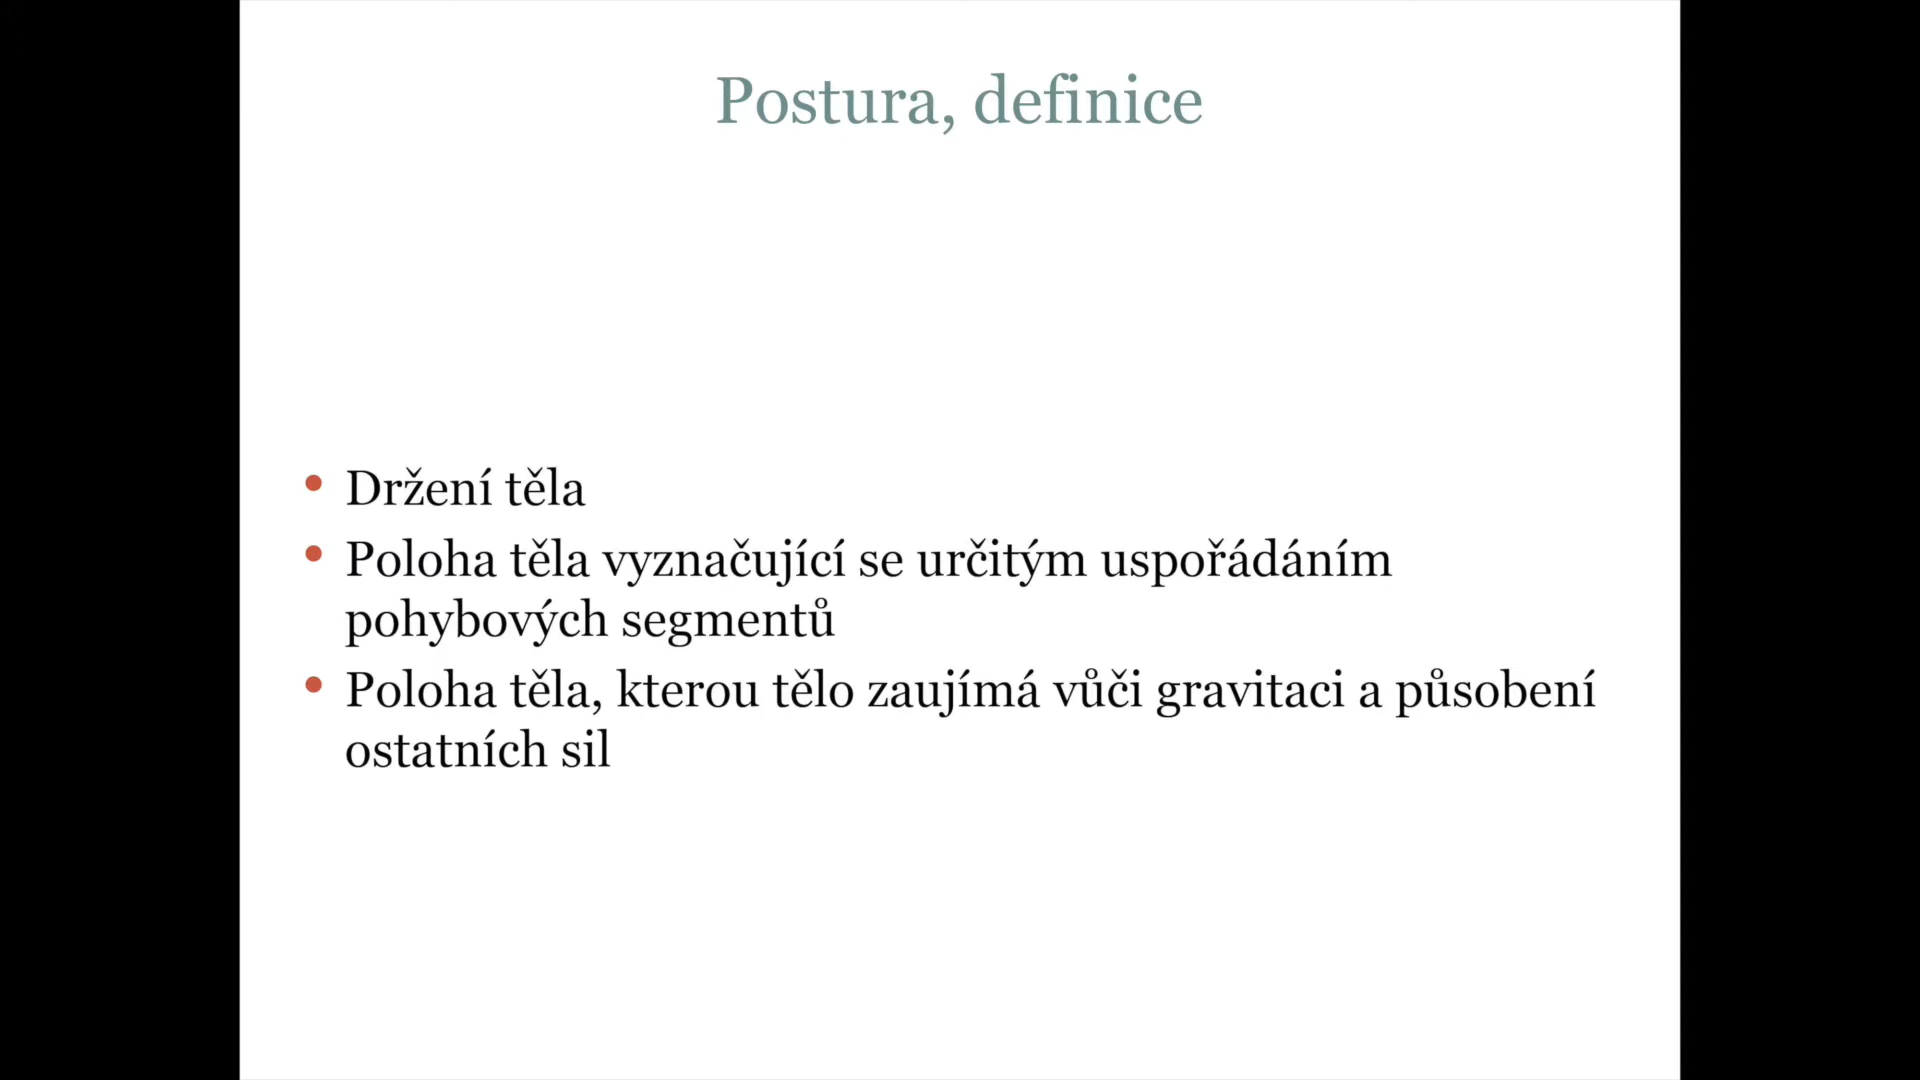 Postura, definice
Držení těla
Poloha těla vyznačující se určitým uspořádáním
pohybových segmentů
Poloha těla, kterou tělo zaujímá vůči gravitaci a působení
ostatních sil